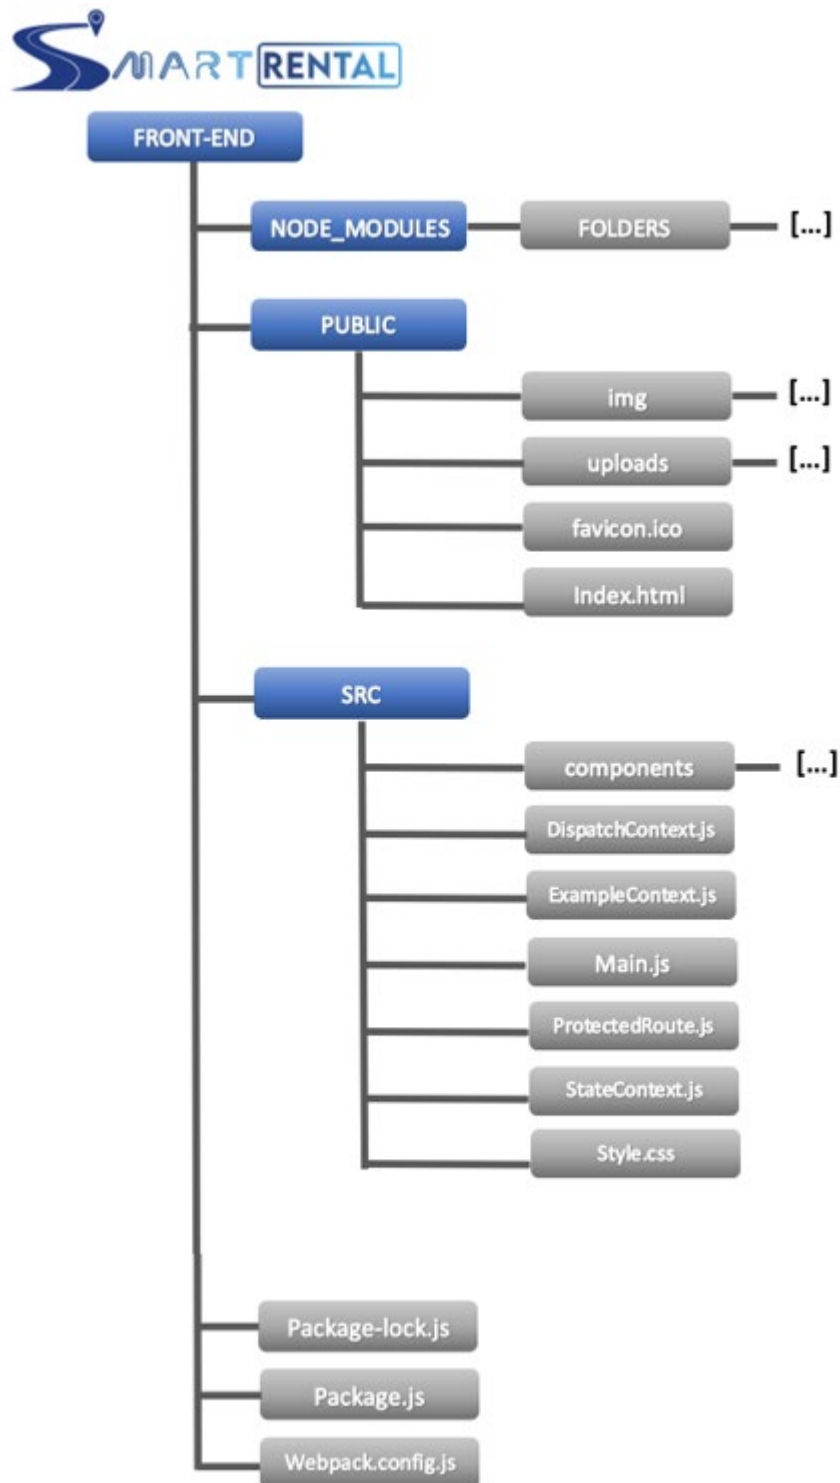 SMARTRENTAL
FRONT-END
NODE_MODULES
FOLDERS
[...]
PUBLIC
img
[...]
uploads
[...]
favicon.ico
Index.html
SRC
components
[...]
DispatchContext.js
ExampleContext.js
Main.js
ProtectedRoute.js
StateContext.js
Style.css
Package-lock.js
Package.js
Webpack.config.js